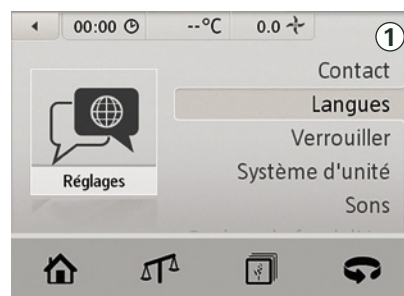 00:00 --°C 0.0
1
Contact
Langues
Verrouiller
Système d'unité
Réglages
Sons